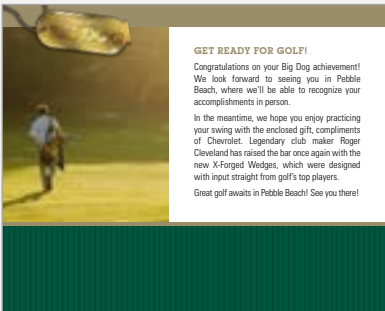 GET READY FOR GOLF!
Congratulations on your Big Dog achievement!
We look forward to seeing you in Pebble
Beach, where we'll be able to recognize your
accomplishments in person.
In the meantime, we hope you enjoy practicing
your swing with the enclosed gift, compliments
of Chevrolet. Legendary club maker Roger
Cleveland has raised the bar once again with the
new X-Forged Wedges, which were designed
with input straight from golf's top players.
Great golf awaits in Pebble Beach! See you there!